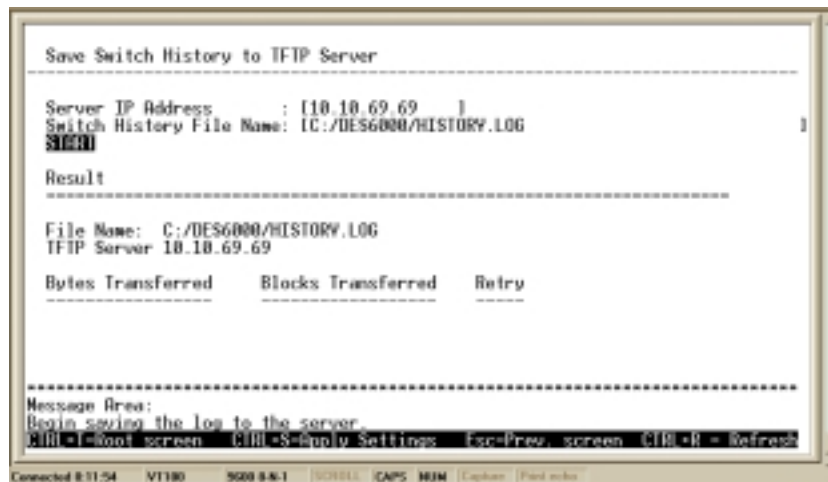 Save Switch History to TFTP Server
Server IP Address : [10.10.69.69 ]
Switch History File Name: [C:/DES6000/HISTORY.LOG ]
START
Result
File Name: C:/DES6000/HISTORY.LOG
TFTP Server 10.10.69.69
Bytes Transferred Blocks Transferred Retry
Message Area:
Begin saving the log to the server.
CTRL-T=Root screen CTRL-S=Apply Settings Esc=Prev. screen CTRL-R = Refresh
Connected 0:11:54 VT100 9600 8-N-1 SCROLL CAPS NUM Capture Print echo